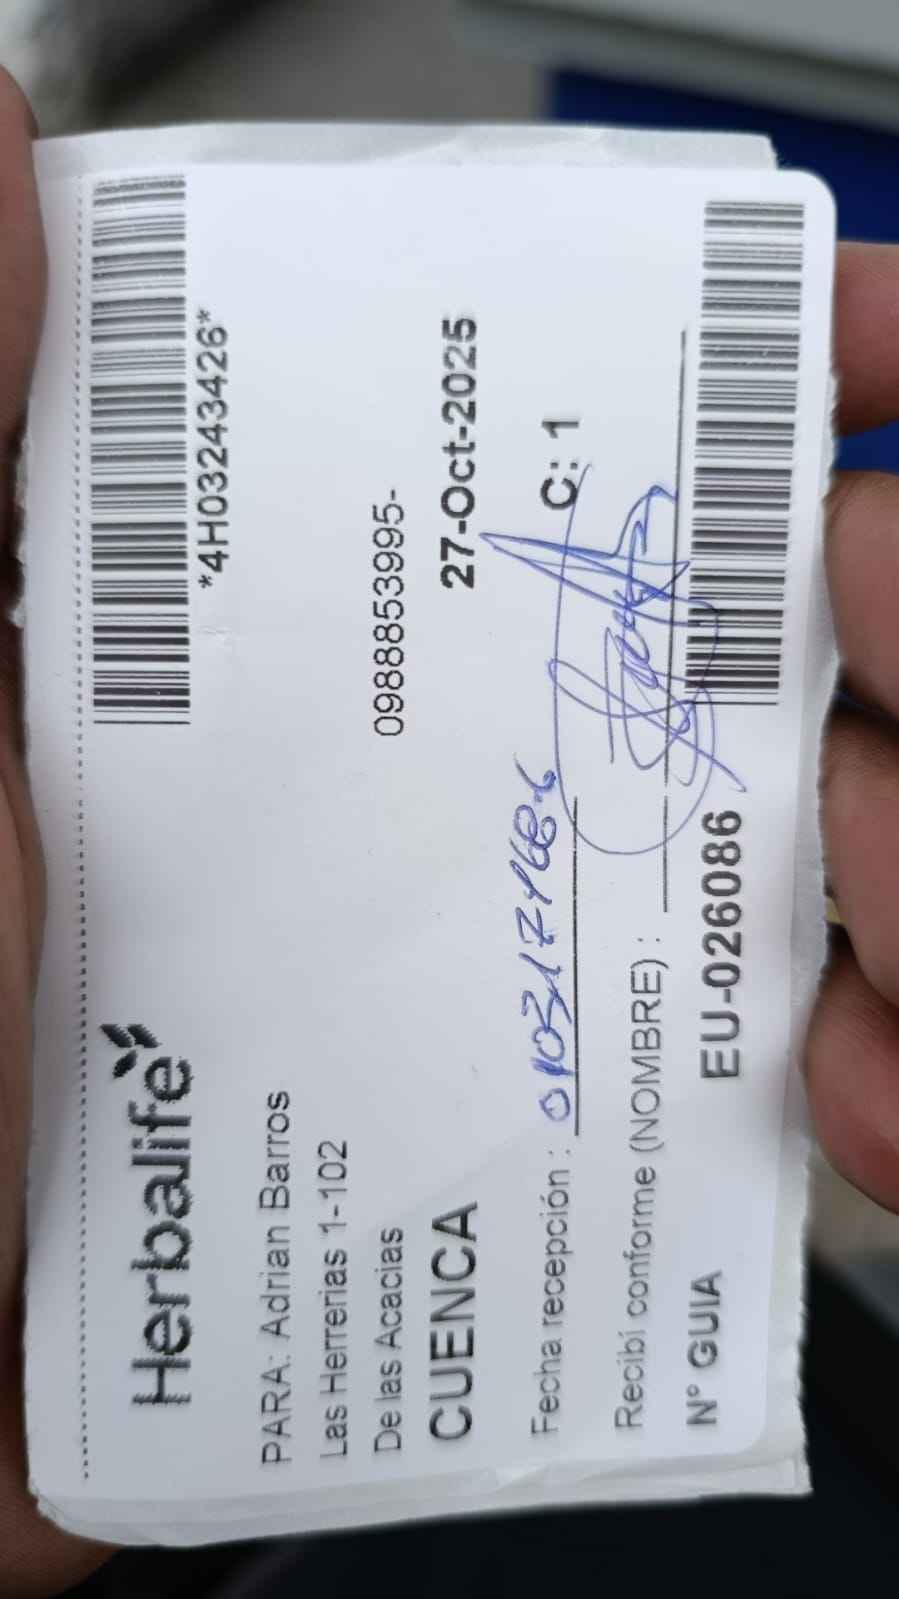 *4H03243426*
Herbalife
PARA: Adrian Barros
Las Herrerias 1-102
De las Acacias 0988853995-
CUENCA 27-Oct-2025
Fecha recepción : C: 1
Recibí conforme (NOMBRE) :
N° GUIA EU-026086